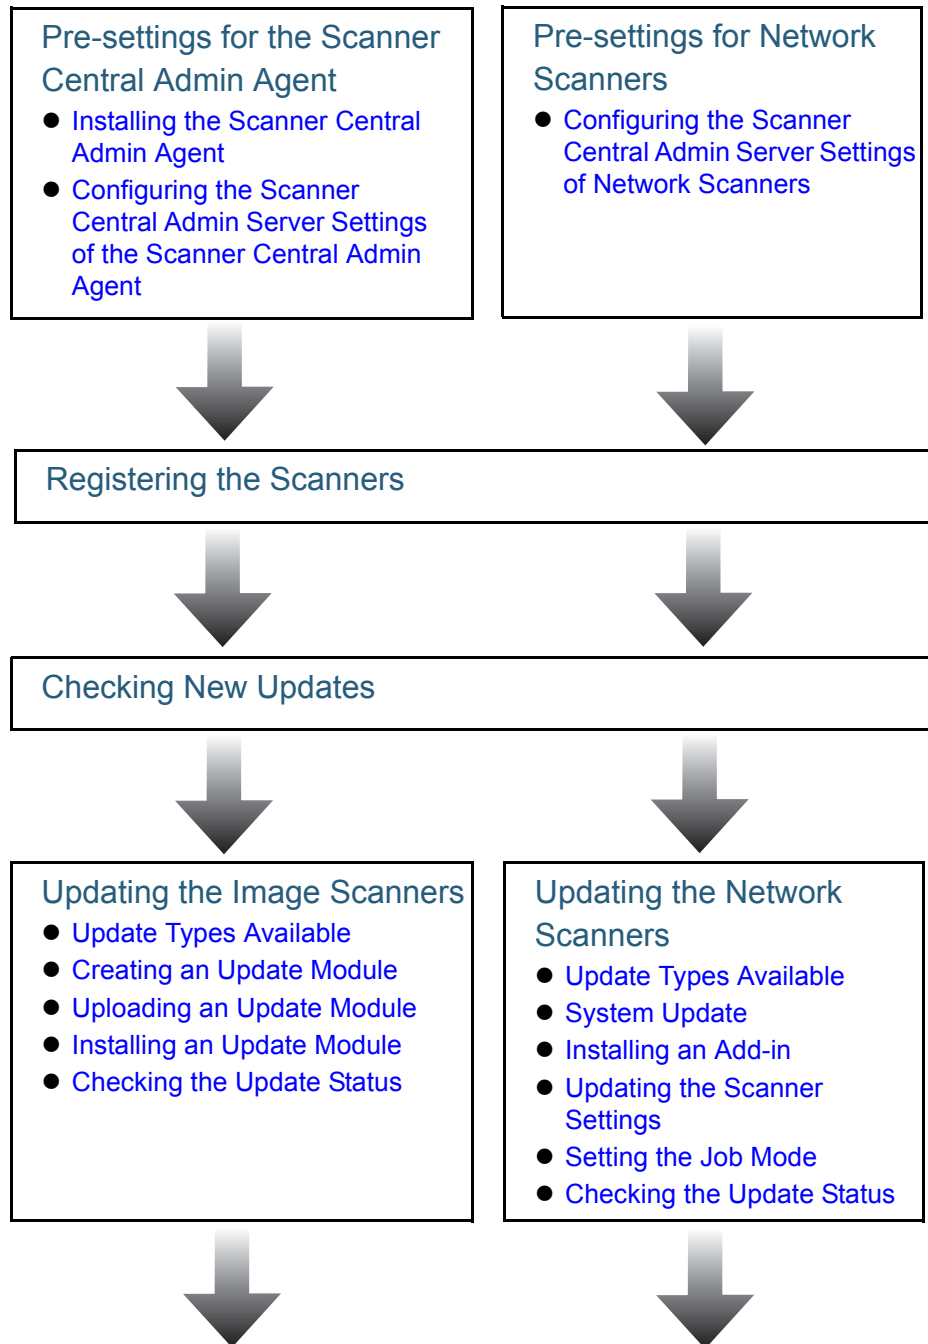 Pre-settings for the Scanner
Central Admin Agent
● Installing the Scanner Central
Admin Agent
● Configuring the Scanner
Central Admin Server Settings
of the Scanner Central Admin
Agent
Pre-settings for Network
Scanners
● Configuring the Scanner
Central Admin Server Settings
of Network Scanners
Registering the Scanners
Checking New Updates
Updating the Image Scanners
● Update Types Available
● Creating an Update Module
● Uploading an Update Module
● Installing an Update Module
● Checking the Update Status
Updating the Network
Scanners
● Update Types Available
● System Update
● Installing an Add-in
● Updating the Scanner
Settings
● Setting the Job Mode
● Checking the Update Status